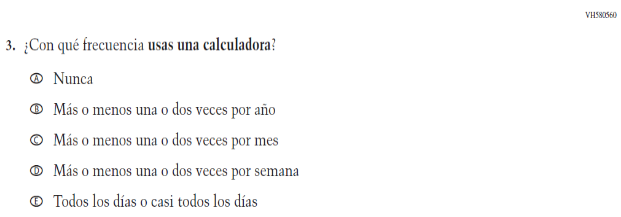 VH580560
3. ¿Con qué frecuencia usas una calculadora?
Ⓐ Nunca
Ⓑ Más o menos una o dos veces por año
Ⓒ Más o menos una o dos veces por mes
Ⓓ Más o menos una o dos veces por semana
Ⓔ Todos los días o casi todos los días